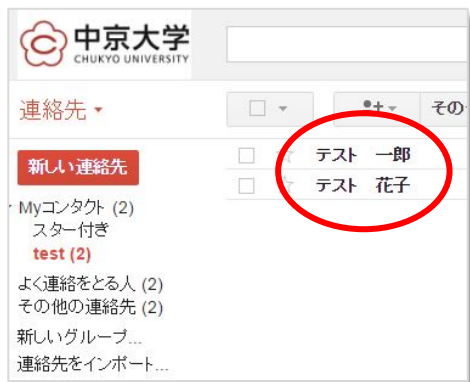 中京大学
CHUKYO UNIVERSITY
連絡先
その
新しい連絡先
テスト 一郎
テスト 花子
Myコンタクト (2)
スター付き
test (2)
よく連絡をとる人 (2)
その他の連絡先 (2)
新しいグループ...
連絡先をインポート...